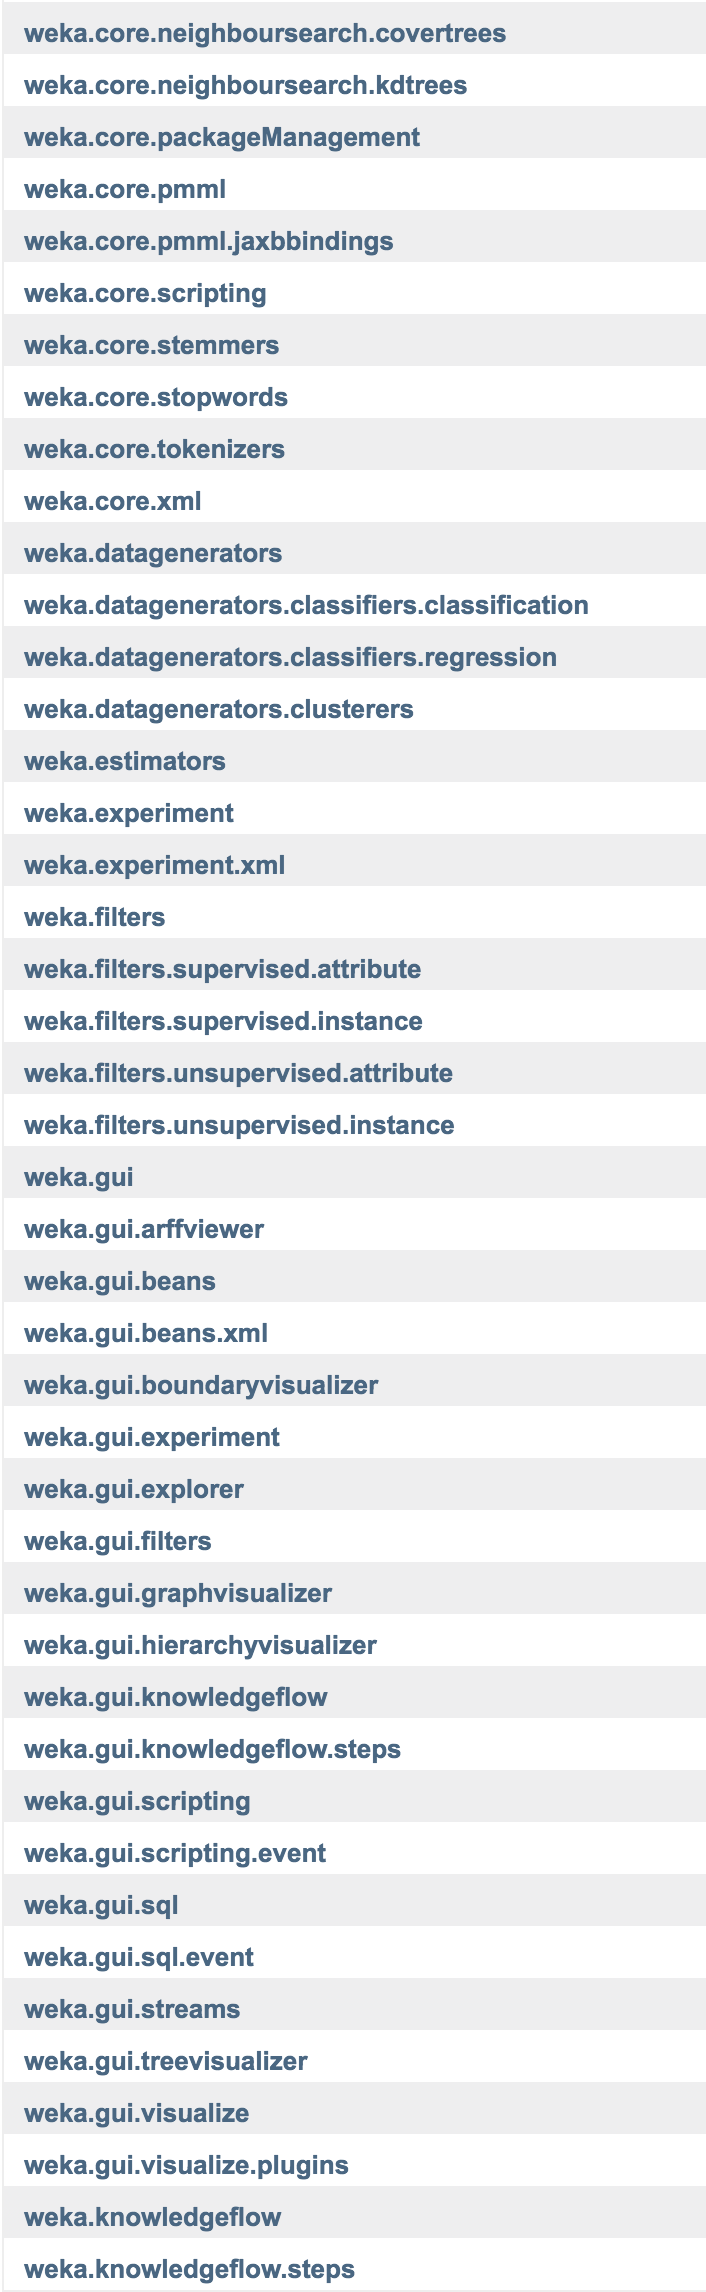 weka.core.neighboursearch.covertrees
weka.core.neighboursearch.kdtrees
weka.core.packageManagement
weka.core.pmml
weka.core.pmml.jaxbbindings
weka.core.scripting
weka.core.stemmers
weka.core.stopwords
weka.core.tokenizers
weka.core.xml
weka.datagenerators
weka.datagenerators.classifiers.classification
weka.datagenerators.classifiers.regression
weka.datagenerators.clusterers
weka.estimators
weka.experiment
weka.experiment.xml
weka.filters
weka.filters.supervised.attribute
weka.filters.supervised.instance
weka.filters.unsupervised.attribute
weka.filters.unsupervised.instance
weka.gui
weka.gui.arffviewer
weka.gui.beans
weka.gui.beans.xml
weka.gui.boundaryvisualizer
weka.gui.experiment
weka.gui.explorer
weka.gui.filters
weka.gui.graphvisualizer
weka.gui.hierarchyvisualizer
weka.gui.knowledgeflow
weka.gui.knowledgeflow.steps
weka.gui.scripting
weka.gui.scripting.event
weka.gui.sql
weka.gui.sql.event
weka.gui.streams
weka.gui.treevisualizer
weka.gui.visualize
weka.gui.visualize.plugins
weka.knowledgeflow
weka.knowledgeflow.steps